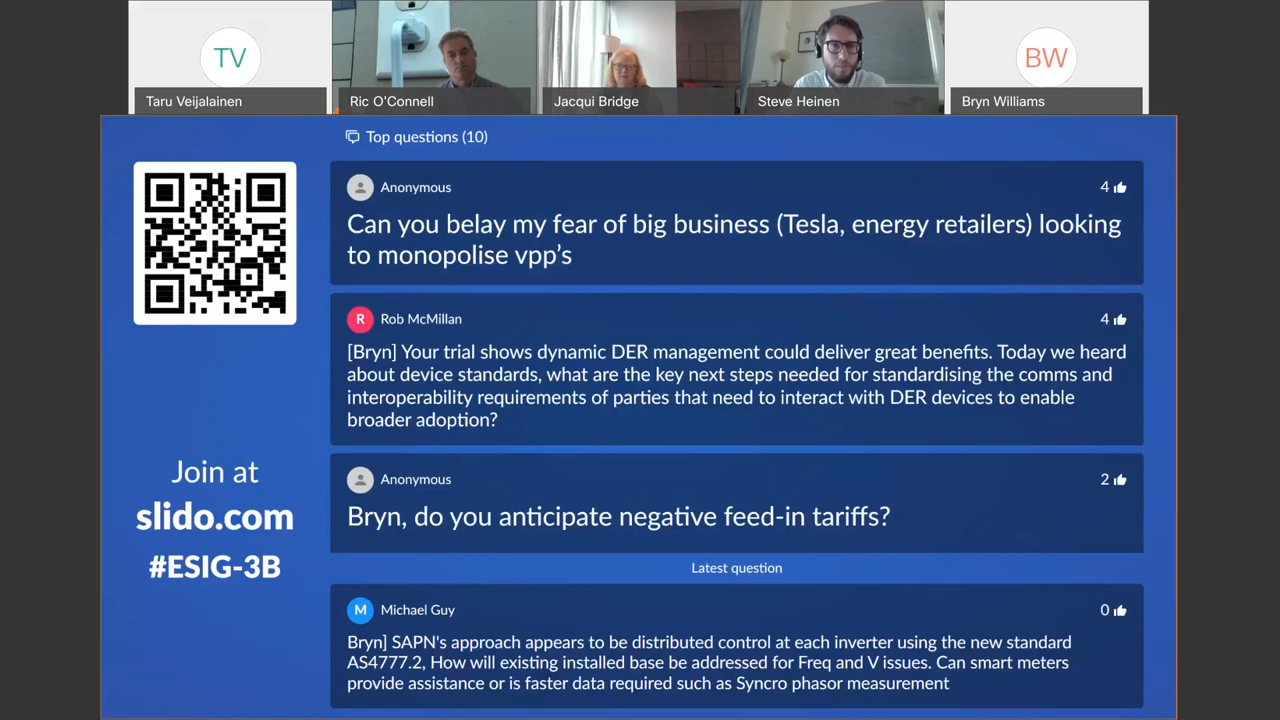 TV
BW
Taru Veijalainen
Ric O'Connell
Jacqui Bridge
Steve Heinen
Bryn Williams
Top questions (10)
Anonymous
4
Can you belay my fear of big business (Tesla, energy retailers) looking
to monopolise vpp's
R
Rob McMillan
4
[Bryn] Your trial shows dynamic DER management could deliver great benefits. Today we heard
about device standards, what are the key next steps needed for standardising the comms and
interoperability requirements of parties that need to interact with DER devices to enable
broader adoption?
Join at
slido.com
#ESIG-3B
Anonymous
2
Bryn, do you anticipate negative feed-in tariffs?
Latest question
M
Michael Guy
0
Bryn] SAPN's approach appears to be distributed control at each inverter using the new standard
AS4777.2, How will existing installed base be addressed for Freq and V issues. Can smart meters
provide assistance or is faster data required such as Syncro phasor measurement